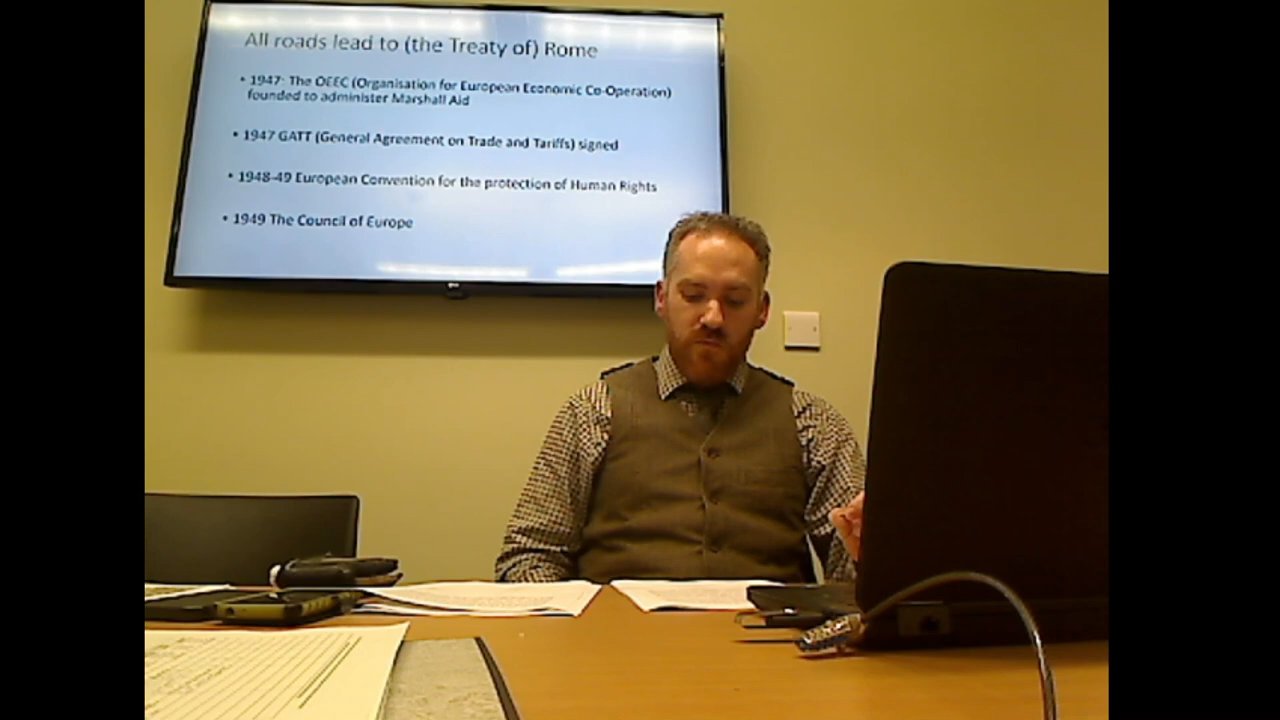 All roads lead to (the Treaty of) Rome
• 1947: The OEEC (Organisation for European Economic Co-Operation)
founded to administer Marshall Aid
• 1947 GATT (General Agreement on Trade and Tariffs) signed
• 1948-49 European Convention for the protection of Human Rights
• 1949 The Council of Europe